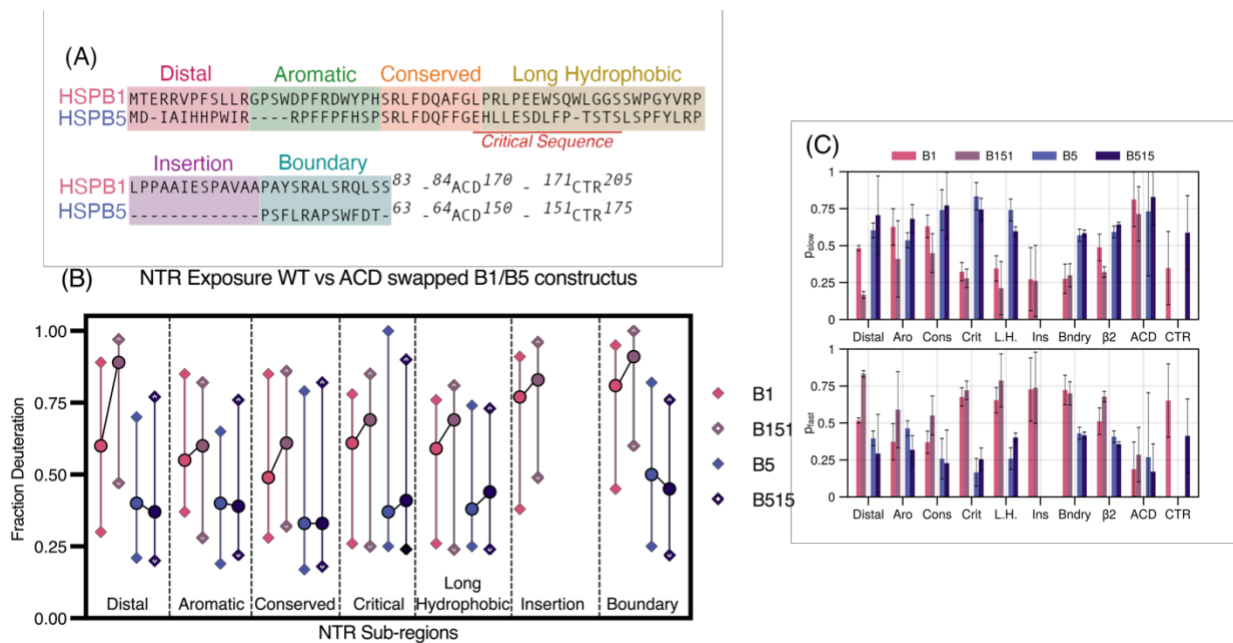 (A)
Distal Aromatic Conserved Long Hydrophobic
HSPB1 MTERRVPFSLLRGPSWDPFRDWYPHSRLFDQAFGLPRLPEEWSQWLGGSSWPGYVRP
HSPB5 MD-IAIHHPWIR----RPFFPFHSPSRLFDQFFGEHLLESDLFP-TSTSLSPFYLRP
Critical Sequence
Insertion Boundary
HSPB1 LPPAAIESPAVAAPAYSRALSRQLSS83 -84ACD170 - 171CTR205
HSPB5 -------------PSFLRAPSWFDT-63 -64ACD150 - 151CTR175
(B) NTR Exposure WT vs ACD swapped B1/B5 constructus
Fraction Deuteration
1.00
0.75
0.50
0.25
0.00
Distal Aromatic Conserved Critical Long Hydrophobic Insertion Boundary
NTR Sub-regions
B1
B151
B5
B515
(C)
B1 B151 B5 B515
pslow
0.75
0.5
0.25
0
Distal Aro Cons Crit L.H. Ins Bndry β2 ACD CTR
pfast
0.75
0.5
0.25
0
Distal Aro Cons Crit L.H. Ins Bndry β2 ACD CTR